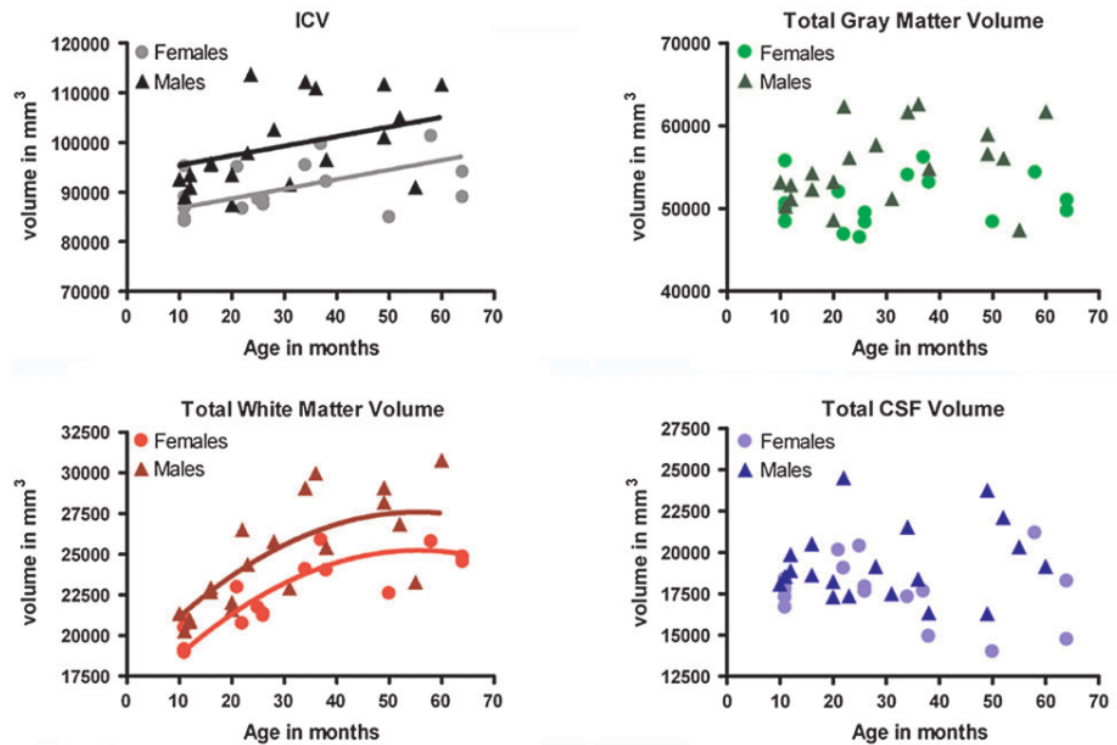 ICV
120000
110000
100000
90000
80000
70000
volume in mm³
Females
Males
0 10 20 30 40 50 60 70
Age in months
Total Gray Matter Volume
70000
60000
50000
40000
volume in mm³
Females
Males
0 10 20 30 40 50 60 70
Age in months
Total White Matter Volume
32500
30000
27500
25000
22500
20000
17500
volume in mm³
Females
Males
0 10 20 30 40 50 60 70
Age in months
Total CSF Volume
27500
25000
22500
20000
17500
15000
12500
volume in mm³
Females
Males
0 10 20 30 40 50 60 70
Age in months